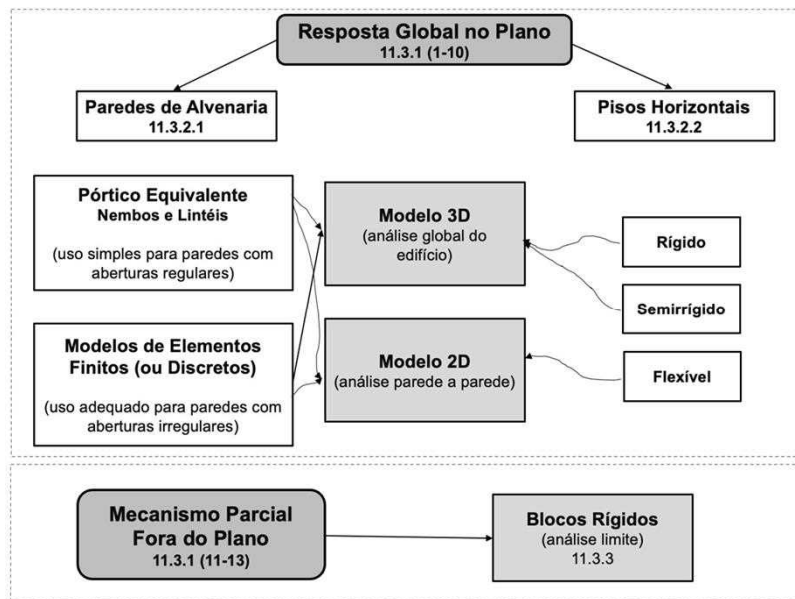 Resposta Global no Plano
11.3.1 (1-10)
Paredes de Alvenaria
11.3.2.1
Pisos Horizontais
11.3.2.2
Pórtico Equivalente
Nembos e Lintéis
(uso simples para paredes com
aberturas regulares)
Modelo 3D
(análise global do
edifício)
Rígido
Semirrígido
Modelos de Elementos
Finitos (ou Discretos)
(uso adequado para paredes com
aberturas irregulares)
Modelo 2D
(análise parede a parede)
Flexível
Mecanismo Parcial
Fora do Plano
11.3.1 (11-13)
Blocos Rígidos
(análise limite)
11.3.3